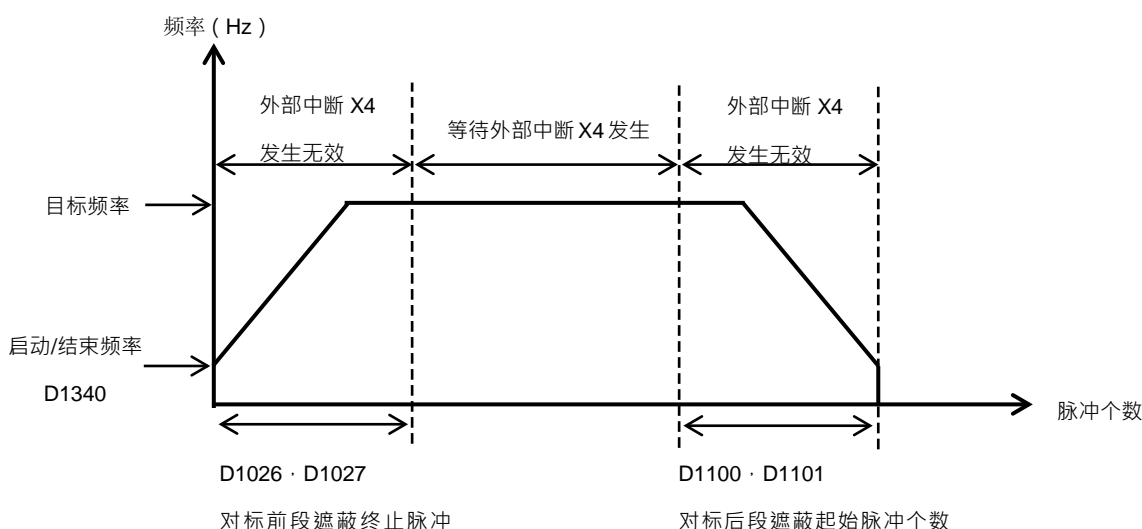 频率 ( Hz )
外部中断 X4
发生无效
等待外部中断 X4 发生
外部中断 X4
发生无效
目标频率
启动/结束频率
D1340
脉冲个数
D1026 · D1027
对标前段遮蔽终止脉冲
D1100 · D1101
对标后段遮蔽起始脉冲个数